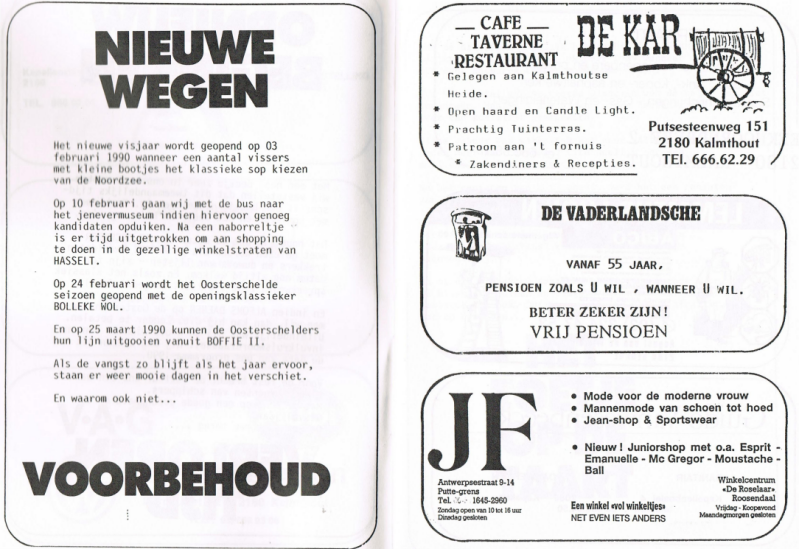 NIEUWE
WEGEN
Het nieuwe visjaar wordt geopend op 03
februari 1990 wanneer een aantal vissers
met kleine bootjes het klassieke sop kiezen
van de Noordzee.
Op 10 februari gaan wij met de bus naar
het jenevermuseum indien hiervoor genoeg
kandidaten opduiken. Na een naborreltje
is er tijd uitgetrokken om aan shopping
te doen in de gezellige winkelstraten van
HASSELT.
Op 24 februari wordt het Oosterschelde
seizoen geopend met de openingsklassieker
BOLLEKE WOL.
En op 25 maart 1990 kunnen de Oosterschelders
hun lijn uitgooien vanuit BOFFIE II.
Als de vangst zo blijft als het jaar ervoor,
staan er weer mooie dagen in het verschiet.
En waarom ook niet...
VOORBEHOUD
CAFE
TAVERNE
RESTAURANT
DE KAR
* Gelegen aan Kalmthoutse
Heide.
* Open haard en Candle Light.
* Prachtig Tuinterras.
* Patroon aan 't fornuis
* Zakendiners & Recepties.
Putsesteenweg 151
2180 Kalmthout
TEl. 666.62.29
DE VADERLANDSCHE
VANAF 55 JAAR,
PENSIOEN ZOALS U WIL , WANNEER U WIL.
BETER ZEKER ZIJN!
VRIJ PENSIOEN
JF
Antwerpsestraat 9-14
Putte-grens
Tel. 1645-2960
Zondag open van 10 tot 16 uur
Dinsdag gesloten
• Mode voor de moderne vrouw
• Mannenmode van schoen tot hoed
• Jean-shop & Sportswear
• Nieuw! Juniorshop met o.a. Esprit -
Emanuelle - Mc Gregor - Moustache -
Ball
Een winkel «vol winkeltjes»
NET EVEN IETS ANDERS
Winkelcentrum
«De Roselaar»
Roosendaal
Vrijdag - Koopavond
Maandagmorgen gesloten